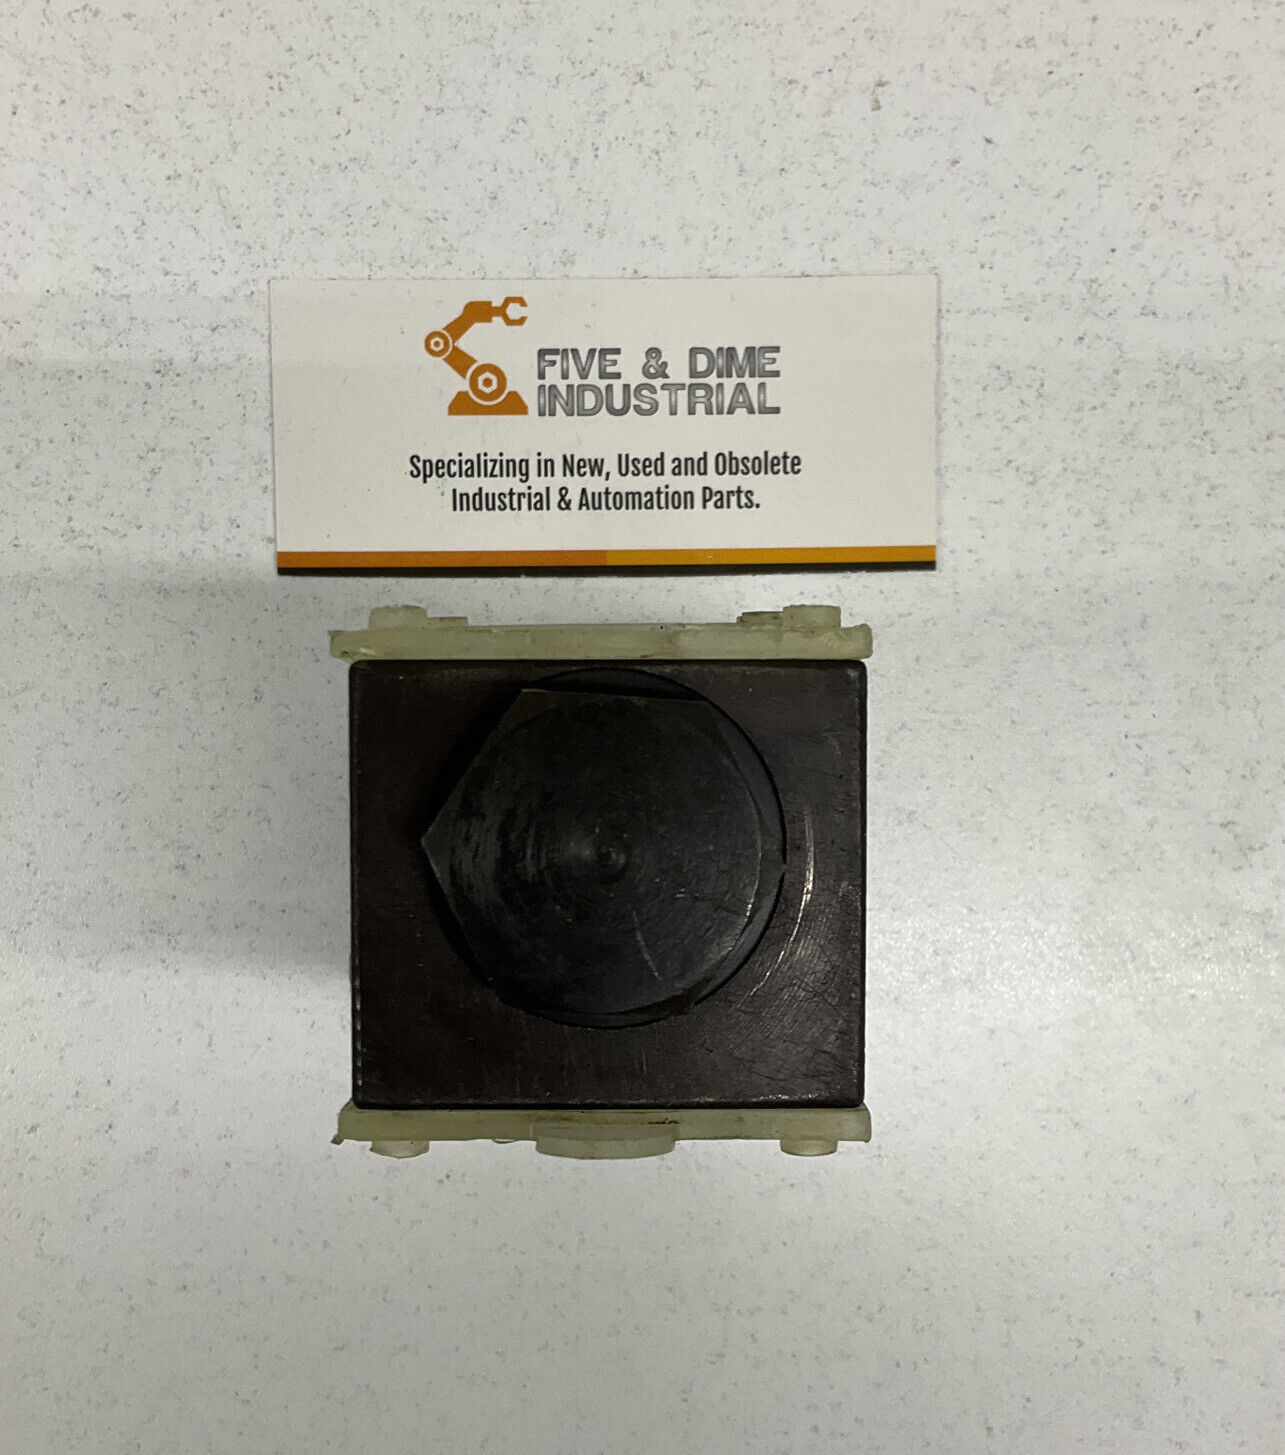 FIVE & DIME
INDUSTRIAL
Specializing in New, Used and Obsolete
Industrial & Automation Parts.